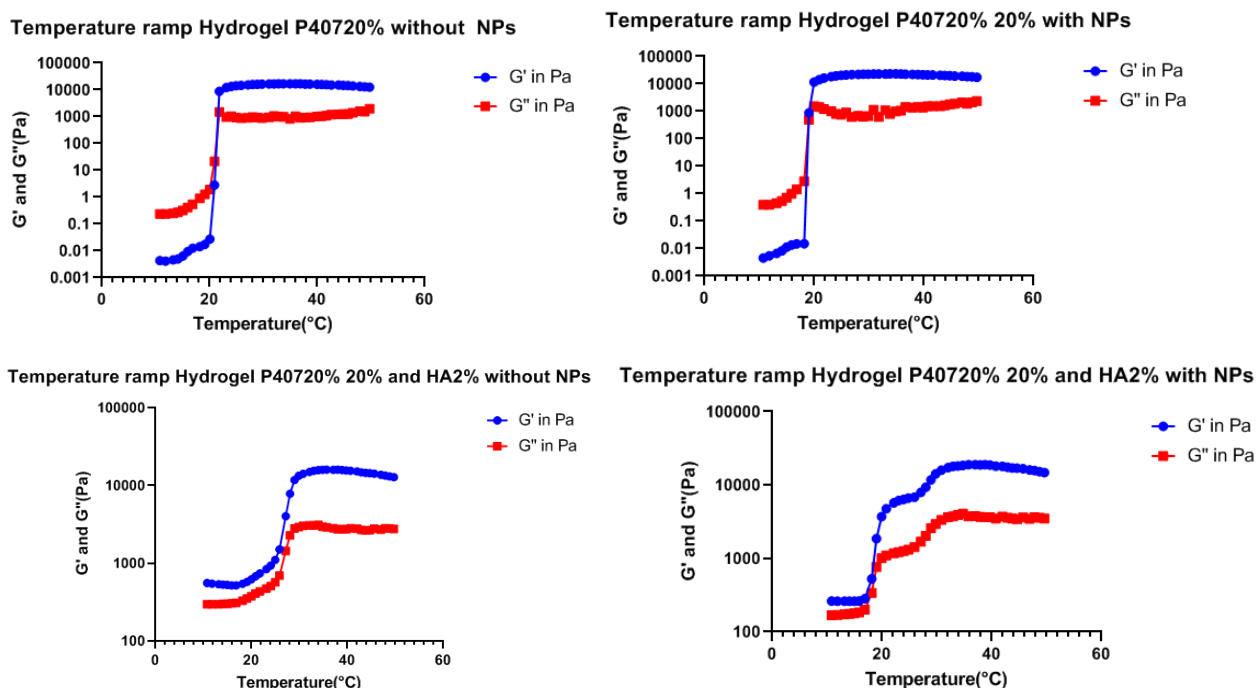 Temperature ramp Hydrogel P40720% without  NPs
100000
10000
1000
100
10
1
0.1
0.01
0.001
G' and G"(Pa)
0
20
40
60
Temperature(°C)
G' in Pa
G" in Pa
Temperature ramp Hydrogel P40720% 20% with NPs
100000
10000
1000
100
10
1
0.1
0.01
0.001
G' and G"(Pa)
0
20
40
60
Temperature(°C)
G' in Pa
G" in Pa
Temperature ramp Hydrogel P40720% 20% and HA2% without NPs
100000
10000
1000
100
G' and G"(Pa)
0
20
40
60
Temperature(°C)
G' in Pa
G" in Pa
Temperature ramp Hydrogel P40720% 20% and HA2% with NPs
100000
10000
1000
100
G' and G"(Pa)
0
20
40
60
Temperature(°C)
G' in Pa
G" in Pa